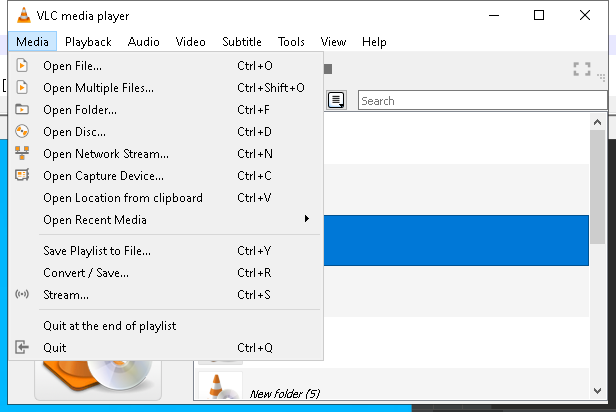 VLC media player
Media Playback Audio Video Subtitle Tools View Help
Open File... Ctrl+O
Open Multiple Files... Ctrl+Shift+O
Open Folder... Ctrl+F
Open Disc... Ctrl+D
Open Network Stream... Ctrl+N
Open Capture Device... Ctrl+C
Open Location from clipboard Ctrl+V
Open Recent Media
Save Playlist to File... Ctrl+Y
Convert / Save... Ctrl+R
Stream... Ctrl+S
Quit at the end of playlist
Quit Ctrl+Q
Search
New folder (5)